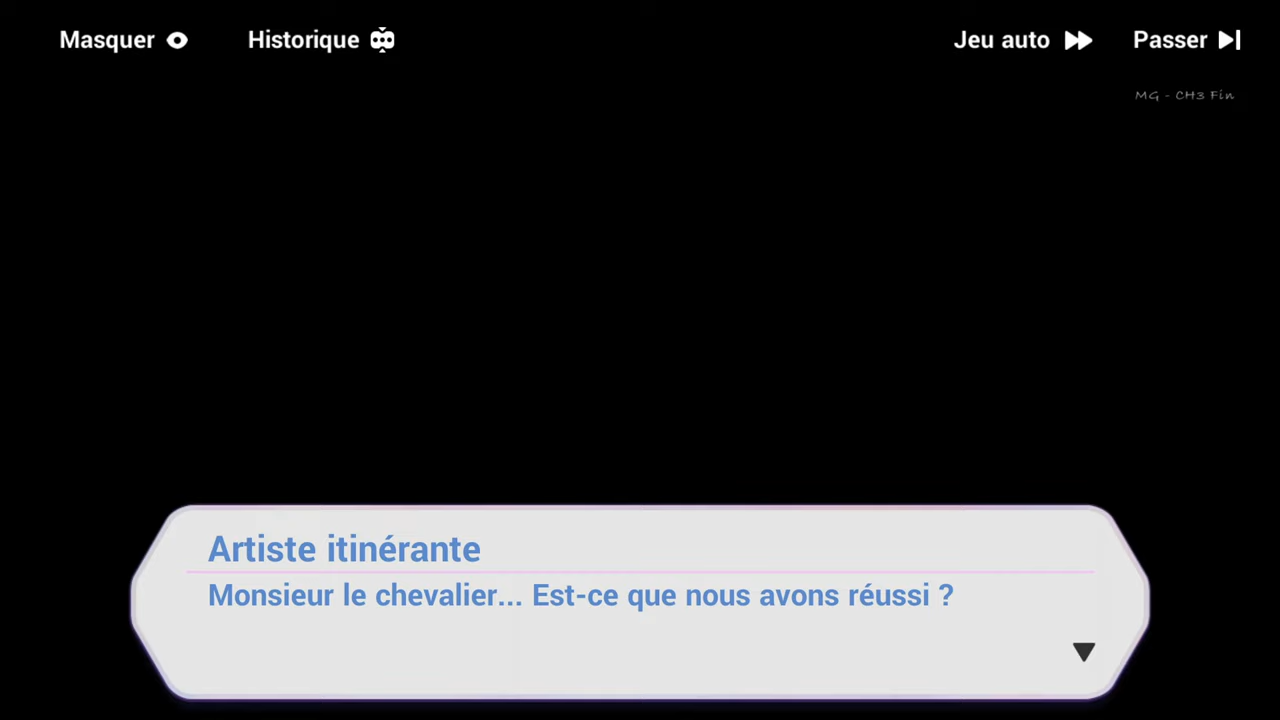 Masquer
Historique
Jeu auto
Passer
MG - CH3 Fin
Artiste itinérante
Monsieur le chevalier... Est-ce que nous avons réussi ?